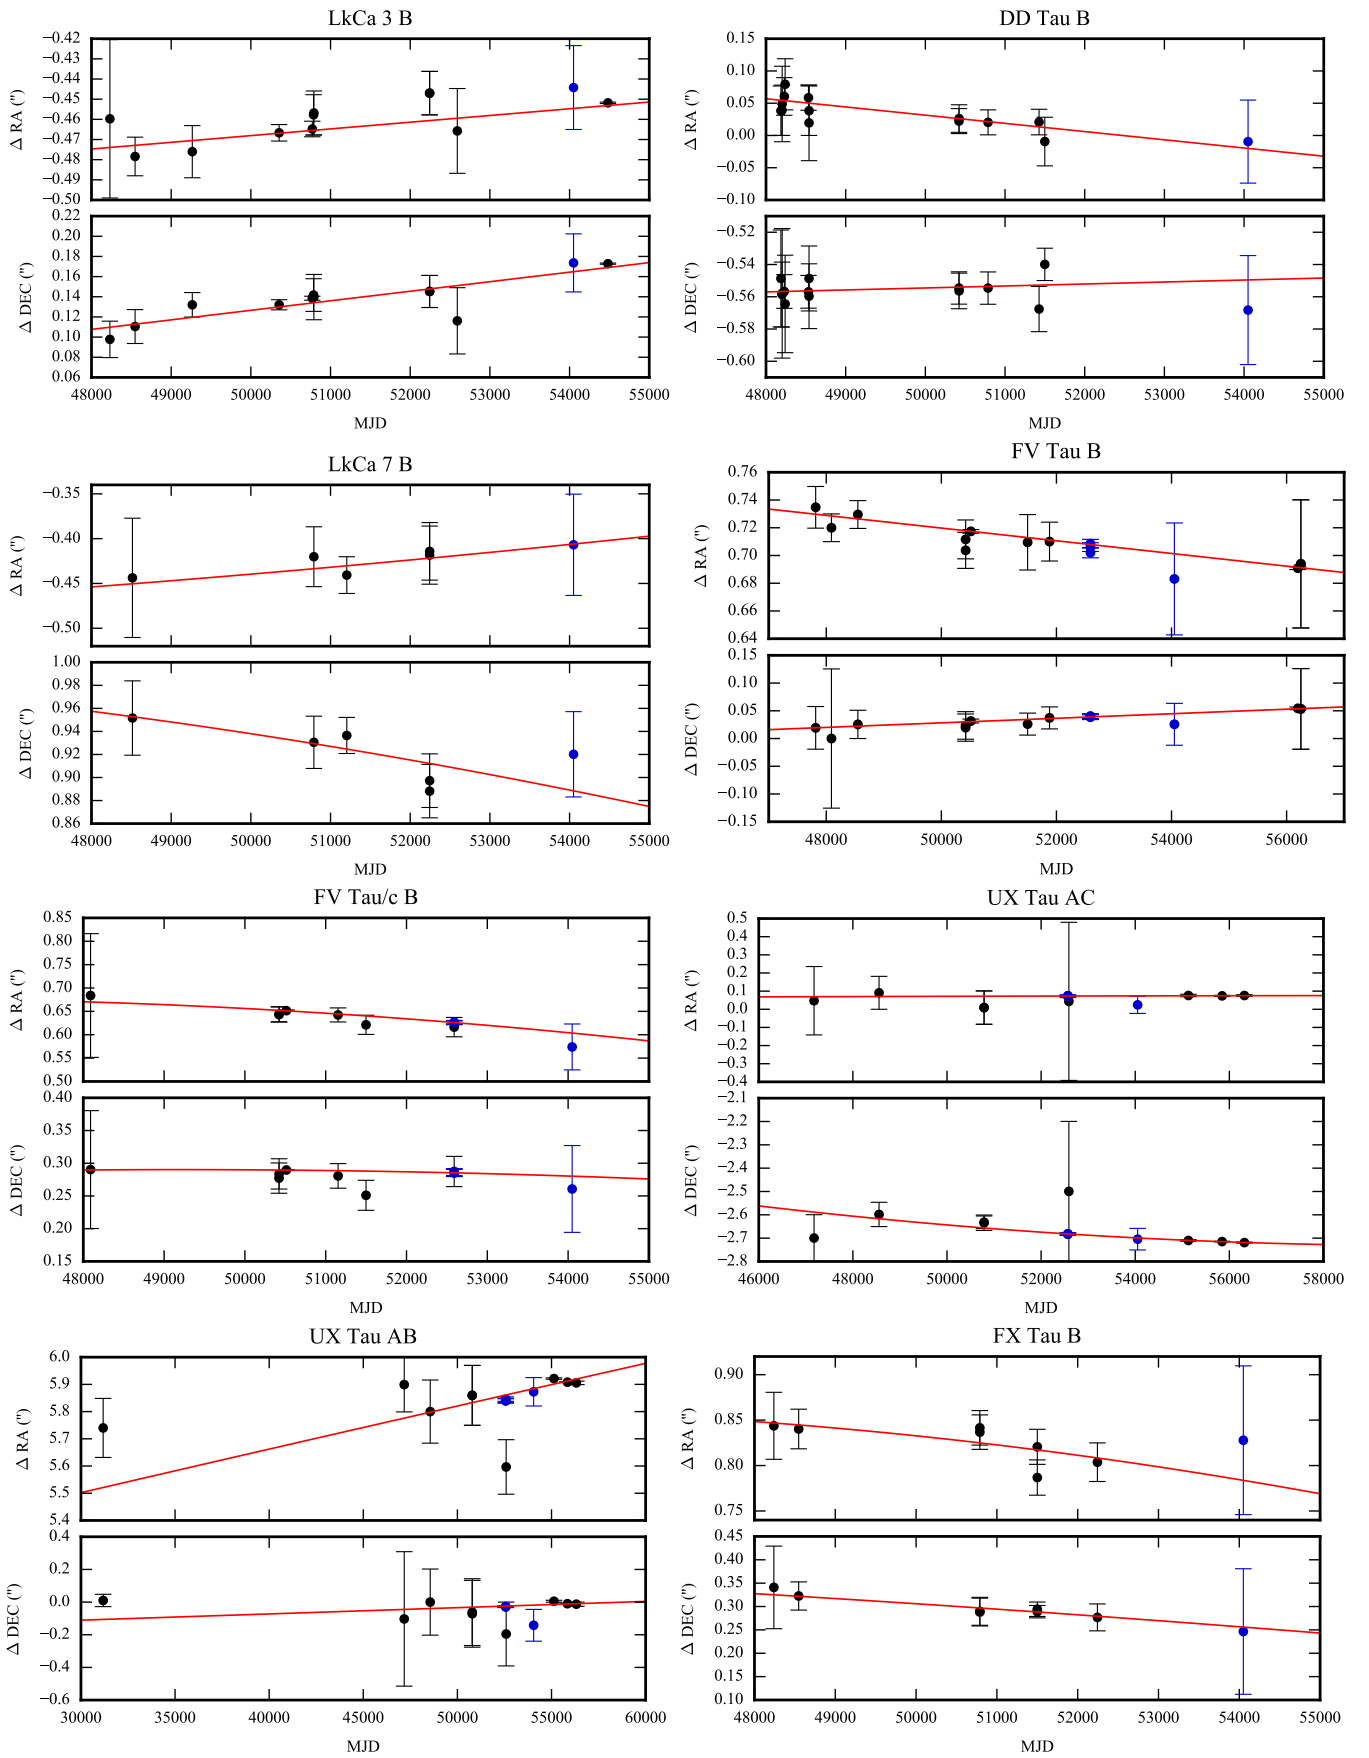 LkCa 3 B
−0.42
−0.43
−0.44
−0.45
−0.46
−0.47
−0.48
−0.49
−0.50
Δ RA (")
0.22
0.20
0.18
0.16
0.14
0.12
0.10
0.08
0.06
Δ DEC (")
48000 49000 50000 51000 52000 53000 54000 55000
MJD
DD Tau B
0.15
0.10
0.05
0.00
−0.05
−0.10
Δ RA (")
−0.52
−0.54
−0.56
−0.58
−0.60
Δ DEC (")
48000 49000 50000 51000 52000 53000 54000 55000
MJD
LkCa 7 B
−0.35
−0.40
−0.45
−0.50
Δ RA (")
1.00
0.98
0.96
0.94
0.92
0.90
0.88
0.86
Δ DEC (")
48000 49000 50000 51000 52000 53000 54000 55000
MJD
FV Tau B
0.76
0.74
0.72
0.70
0.68
0.66
0.64
Δ RA (")
0.15
0.10
0.05
0.00
−0.05
−0.10
−0.15
Δ DEC (")
48000 50000 52000 54000 56000
MJD
FV Tau/c B
0.85
0.80
0.75
0.70
0.65
0.60
0.55
0.50
Δ RA (")
0.40
0.35
0.30
0.25
0.20
0.15
Δ DEC (")
48000 49000 50000 51000 52000 53000 54000 55000
MJD
UX Tau AC
0.5
0.4
0.3
0.2
0.1
0.0
−0.1
−0.2
−0.3
−0.4
Δ RA (")
−2.1
−2.2
−2.3
−2.4
−2.5
−2.6
−2.7
−2.8
Δ DEC (")
46000 48000 50000 52000 54000 56000 58000
MJD
UX Tau AB
6.0
5.9
5.8
5.7
5.6
5.5
5.4
Δ RA (")
0.4
0.2
0.0
−0.2
−0.4
−0.6
Δ DEC (")
30000 35000 40000 45000 50000 55000 60000
MJD
FX Tau B
0.90
0.85
0.80
0.75
Δ RA (")
0.45
0.40
0.35
0.30
0.25
0.20
0.15
0.10
Δ DEC (")
48000 49000 50000 51000 52000 53000 54000 55000
MJD